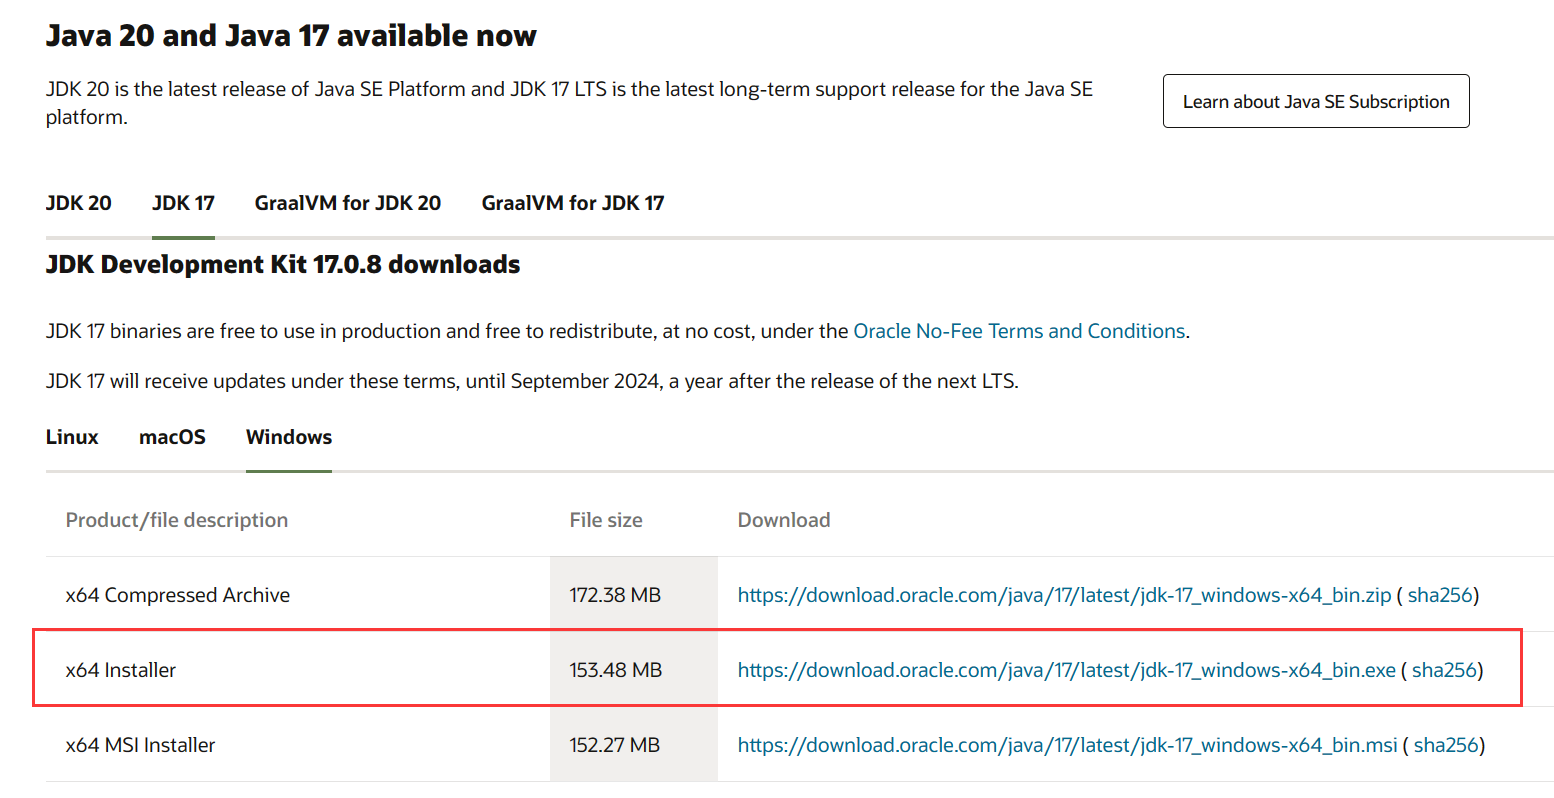 Java 20 and Java 17 available now
JDK 20 is the latest release of Java SE Platform and JDK 17 LTS is the latest long-term support release for the Java SE
platform.
Learn about Java SE Subscription
JDK 20 JDK 17 GraalVM for JDK 20 GraalVM for JDK 17
JDK Development Kit 17.0.8 downloads
JDK 17 binaries are free to use in production and free to redistribute, at no cost, under the Oracle No-Fee Terms and Conditions.
JDK 17 will receive updates under these terms, until September 2024, a year after the release of the next LTS.
Linux macOS Windows
Product/file description File size Download
x64 Compressed Archive 172.38 MB https://download.oracle.com/java/17/latest/jdk-17_windows-x64_bin.zip ( sha256)
x64 Installer 153.48 MB https://download.oracle.com/java/17/latest/jdk-17_windows-x64_bin.exe ( sha256)
x64 MSI Installer 152.27 MB https://download.oracle.com/java/17/latest/jdk-17_windows-x64_bin.msi ( sha256)